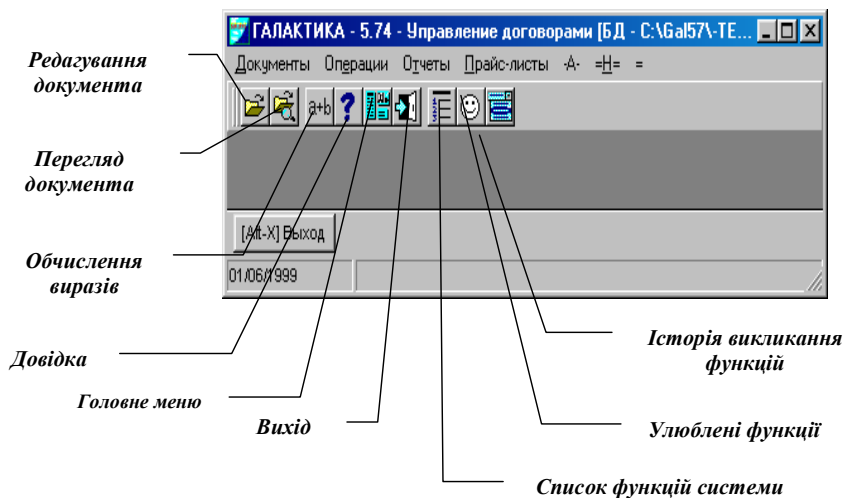 ГАЛАКТИКА - 5.74 - Управление договорами [БД - C:\Gal57\-TE...
Документы Операции Отчеты Прайс-листы -А- =Н= =
a+b ?
[Alt-X] Выход
01/06/1999
Редагування
документа
Перегляд
документа
Обчислення
виразів
Довідка
Головне меню
Вихід
Історія викликання
функцій
Улюблені функції
Список функцій системи